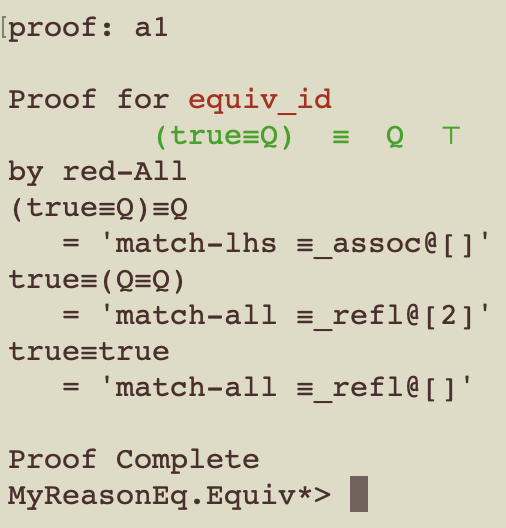 proof: a1
Proof for equiv_id
(true≡Q) ≡ Q ⊤
by red-All
(true≡Q)≡Q
= 'match-lhs ≡_assoc@[]'
true≡(Q≡Q)
= 'match-all ≡_refl@[2]'
true≡true
= 'match-all ≡_refl@[]'
Proof Complete
MyReasonEq.Equiv*>